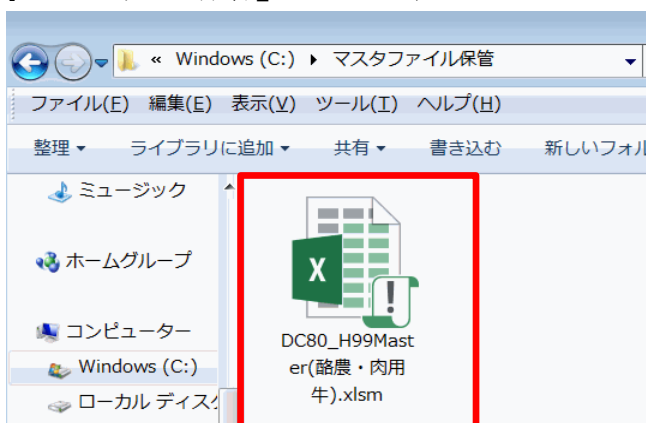 « Windows (C:) ▸ マスタファイル保管
ファイル(F) 編集(E) 表示(V) ツール(T) ヘルプ(H)
整理 ▼ ライブラリに追加 ▼ 共有 ▼ 書き込む 新しいフォル
ミュージック
ホームグループ
コンピューター
Windows (C:)
ローカル ディスク
DC80_H99Mast
er(酪農・肉用
牛).xlsm